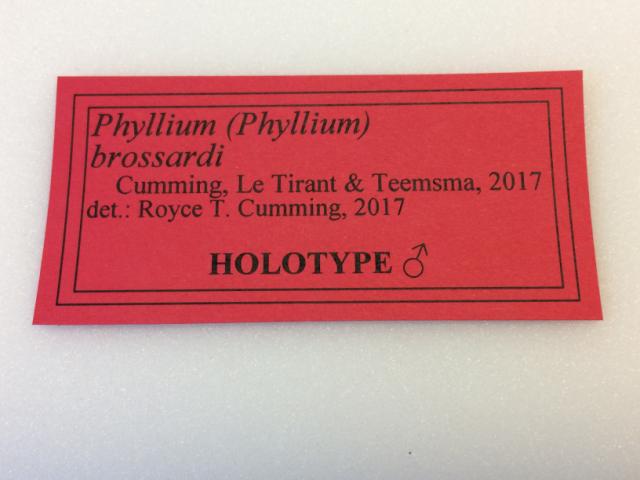 Phyllium (Phyllium)
brossardi
Cumming, Le Tirant & Teemsma, 2017
det.: Royce T. Cumming, 2017
HOLOTYPE ♂